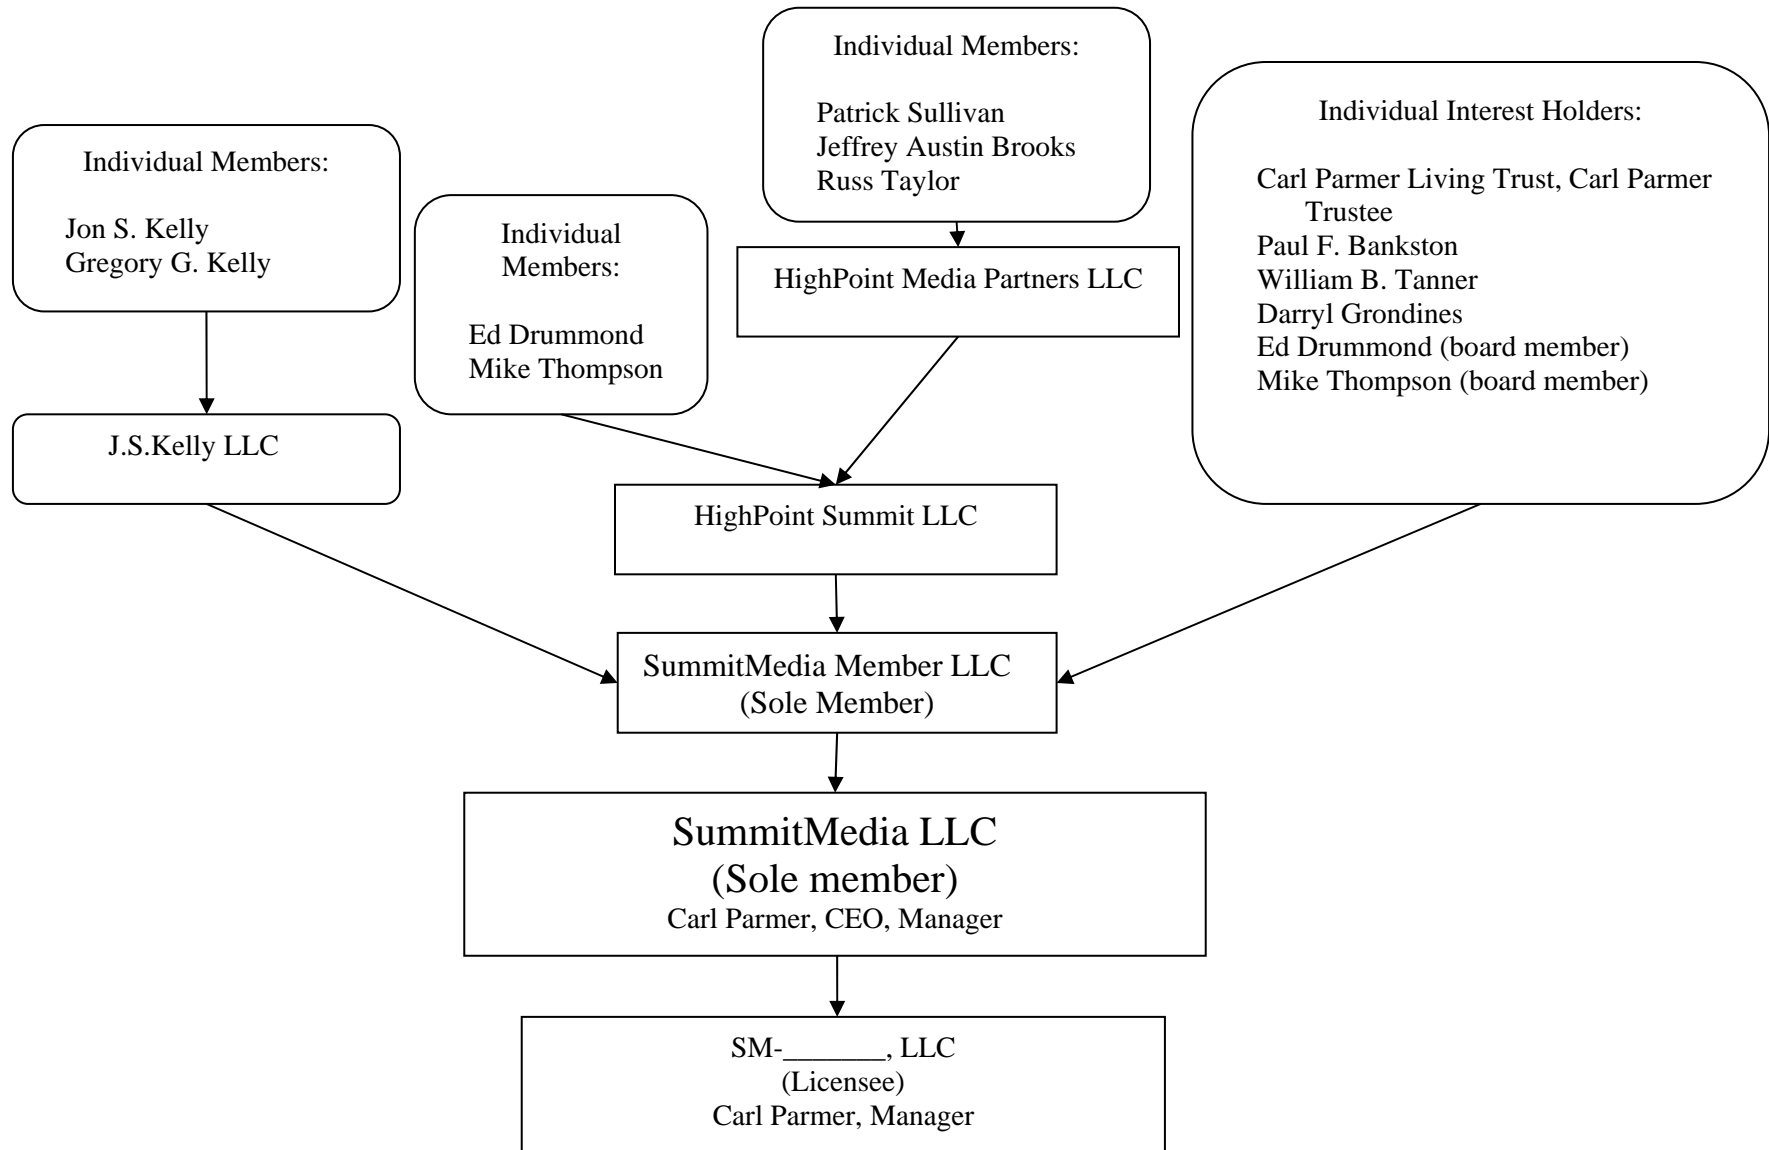 Individual Members:
Patrick Sullivan
Jeffrey Austin Brooks
Russ Taylor
Individual Interest Holders:
Carl Parmer Living Trust, Carl Parmer
Trustee
Paul F. Bankston
William B. Tanner
Darryl Grondines
Ed Drummond (board member)
Mike Thompson (board member)
Individual Members:
Jon S. Kelly
Gregory G. Kelly
Individual
Members:
Ed Drummond
Mike Thompson
HighPoint Media Partners LLC
J.S.Kelly LLC
HighPoint Summit LLC
SummitMedia Member LLC
(Sole Member)
SummitMedia LLC
(Sole member)
Carl Parmer, CEO, Manager
SM-_______, LLC
(Licensee)
Carl Parmer, Manager